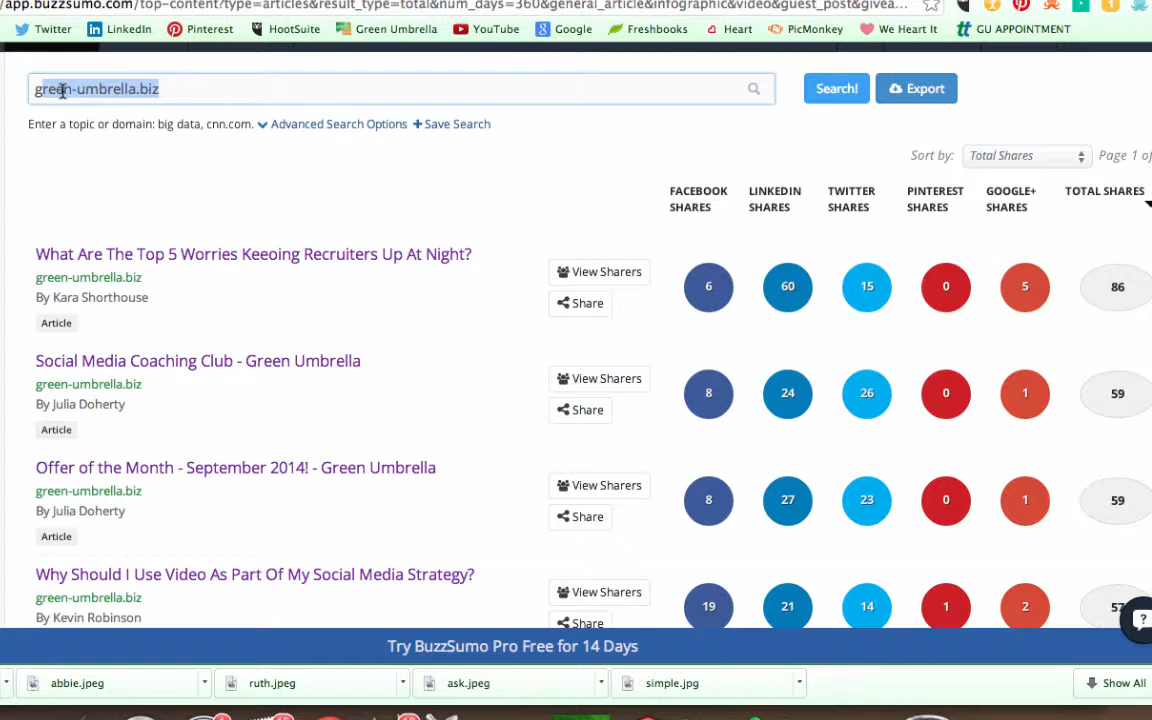 app.buzzsumo.com/top-content?type=articles&result_type=total&num_days=360&general_article&infographic&video&guest_post&givea...
Twitter LinkedIn Pinterest HootSuite Green Umbrella YouTube Google Freshbooks Heart PicMonkey We Heart It GU APPOINTMENT
green-umbrella.biz Search! Export
Enter a topic or domain: big data, cnn.com. Advanced Search Options Save Search
Sort by: Total Shares Page 1 of
FACEBOOK SHARES LINKEDIN SHARES TWITTER SHARES PINTEREST SHARES GOOGLE+ SHARES TOTAL SHARES
What Are The Top 5 Worries Keeoing Recruiters Up At Night?
green-umbrella.biz
By Kara Shorthouse
Article
View Sharers
Share
6 60 15 0 5 86
Social Media Coaching Club - Green Umbrella
green-umbrella.biz
By Julia Doherty
Article
View Sharers
Share
8 24 26 0 1 59
Offer of the Month - September 2014! - Green Umbrella
green-umbrella.biz
By Julia Doherty
Article
View Sharers
Share
8 27 23 0 1 59
Why Should I Use Video As Part Of My Social Media Strategy?
green-umbrella.biz
By Kevin Robinson
View Sharers
Share
19 21 14 1 2 57
?
Try BuzzSumo Pro Free for 14 Days
abbie.jpeg ruth.jpeg ask.jpeg simple.jpg Show All